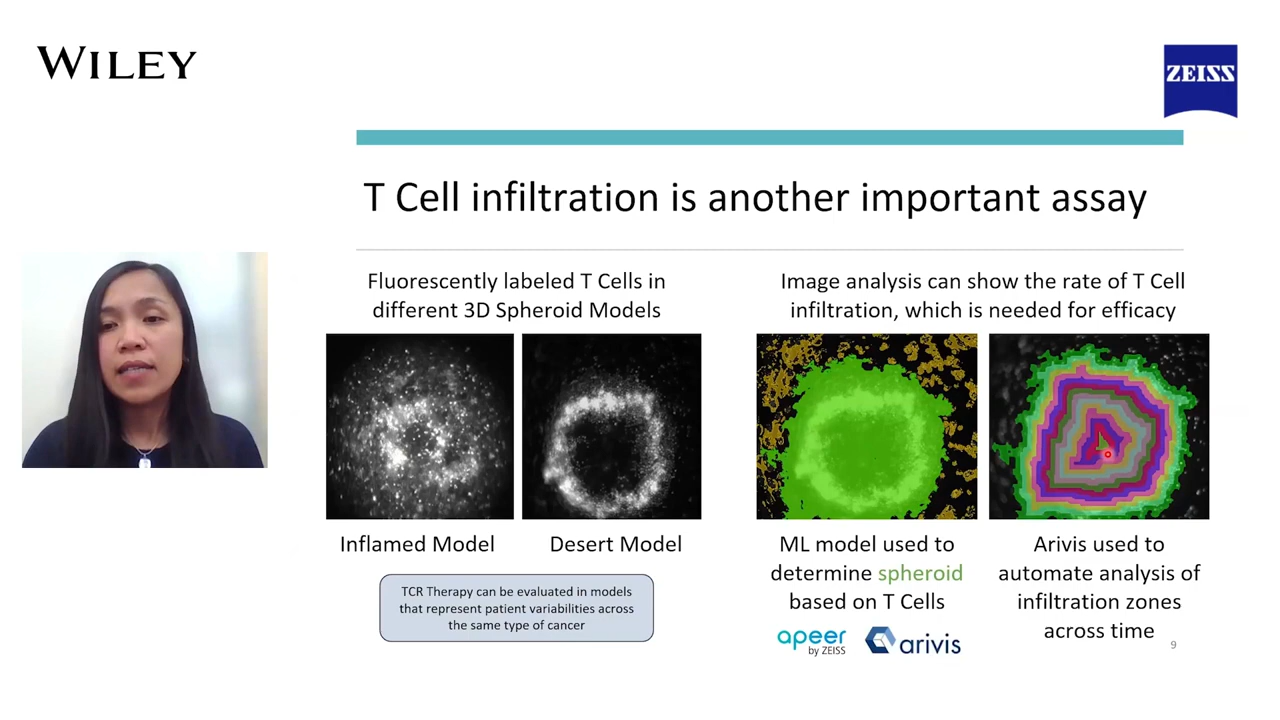 WILEY
ZEISS
T Cell infiltration is another important assay
Fluorescently labeled T Cells in
different 3D Spheroid Models
Image analysis can show the rate of T Cell
infiltration, which is needed for efficacy
Inflamed Model
Desert Model
TCR Therapy can be evaluated in models
that represent patient variabilities across
the same type of cancer
ML model used to
determine spheroid
based on T Cells
apeer
by ZEISS
arivis
Arivis used to
automate analysis of
infiltration zones
across time
9